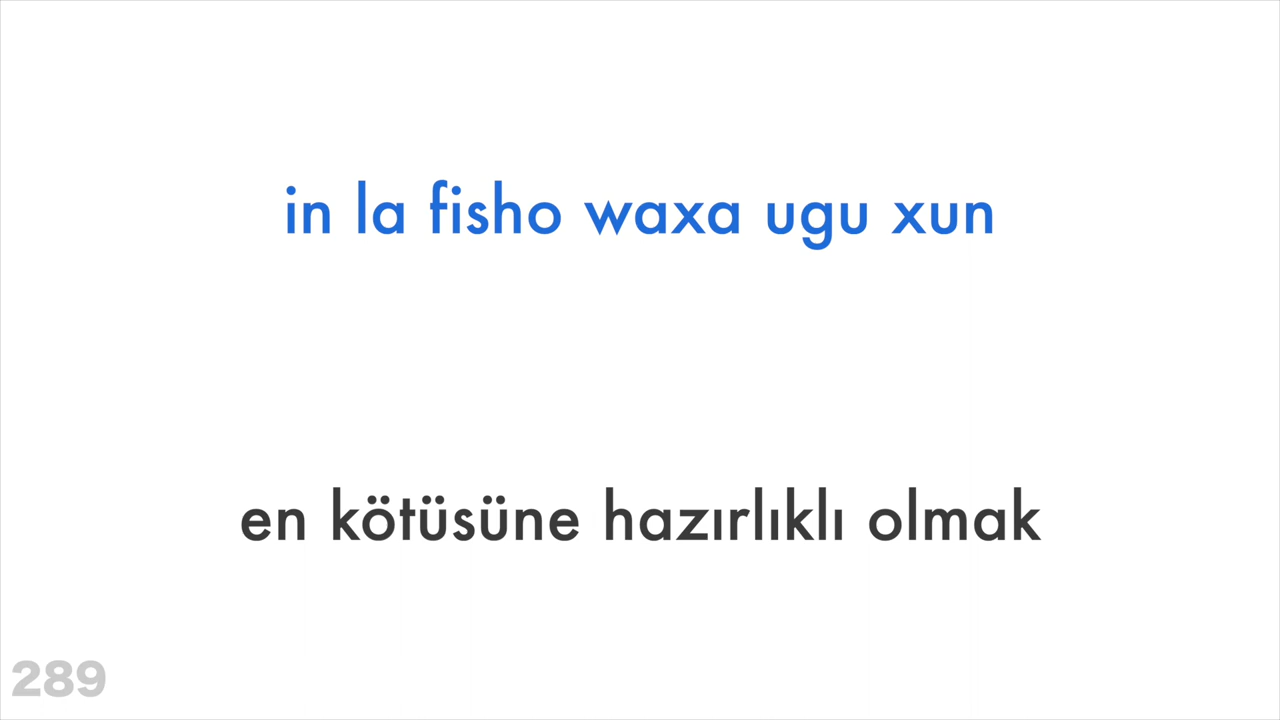 in la fisho waxa ugu xun
en kötüsüne hazırlıklı olmak
289